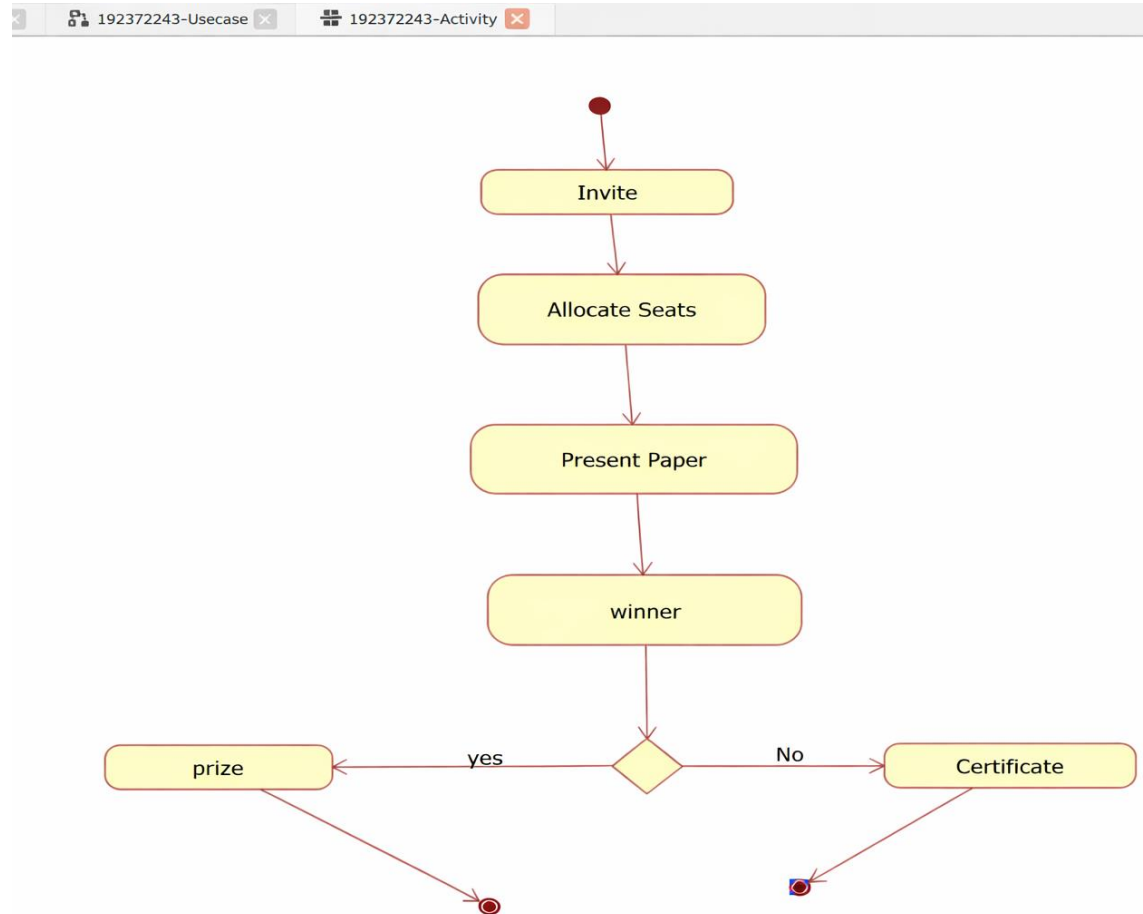 192372243-Usecase
192372243-Activity
Invite
Allocate Seats
Present Paper
winner
yes
No
prize
Certificate